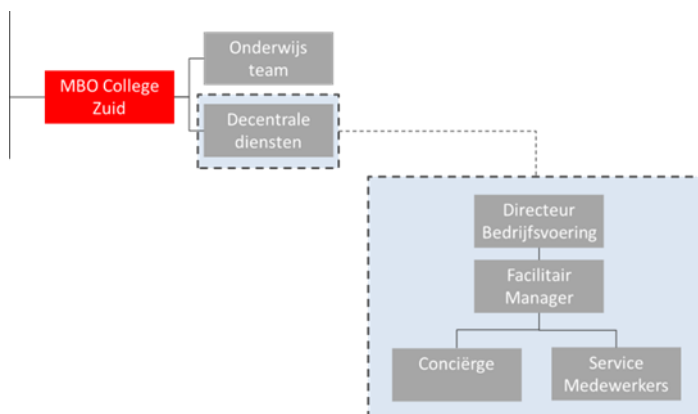 Onderwijs
team
MBO College
Zuid
Decentrale
diensten
Directeur
Bedrijfsvoering
Facilitair
Manager
Conciërge
Service
Medewerkers